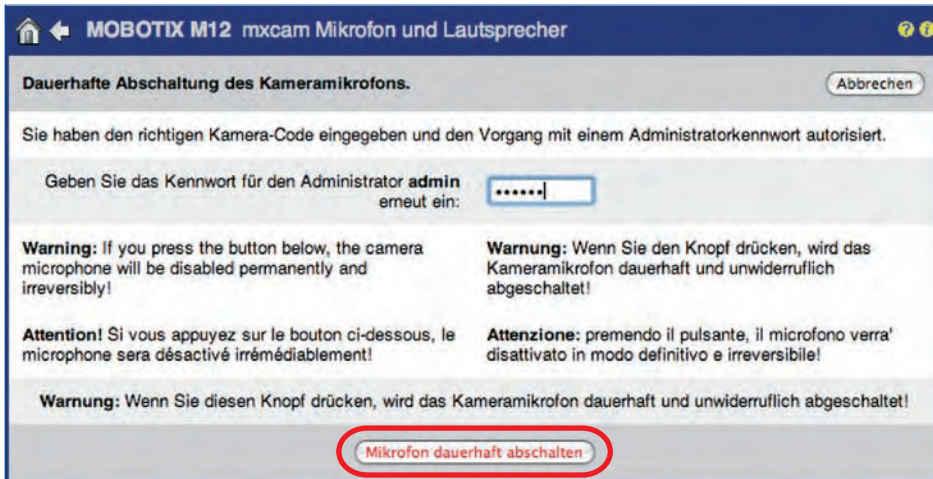 MOBOTIX M12 mxcam Mikrofon und Lautsprecher
Dauerhafte Abschaltung des Kameramikrofons.
Abbrechen
Sie haben den richtigen Kamera-Code eingegeben und den Vorgang mit einem Administratorkennwort autorisiert.
Geben Sie das Kennwort für den Administrator admin
erneut ein:
••••••
Warning: If you press the button below, the camera
microphone will be disabled permanently and
irreversibly!
Warnung: Wenn Sie den Knopf drücken, wird das
Kameramikrofon dauerhaft und unwiderruflich
abgeschaltet!
Attention! Si vous appuyez sur le bouton ci-dessous, le
microphone sera désactivé irrémédiablement!
Attenzione: premendo il pulsante, il microfono verra'
disattivato in modo definitivo e irreversibile!
Warnung: Wenn Sie diesen Knopf drücken, wird das Kameramikrofon dauerhaft und unwiderruflich abgeschaltet!
Mikrofon dauerhaft abschalten